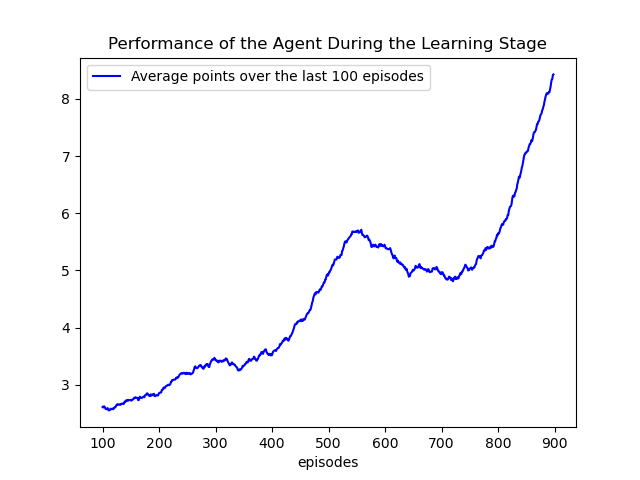 Performance of the Agent During the Learning Stage
Average points over the last 100 episodes
8
7
6
5
4
3
100 200 300 400 500 600 700 800 900
episodes